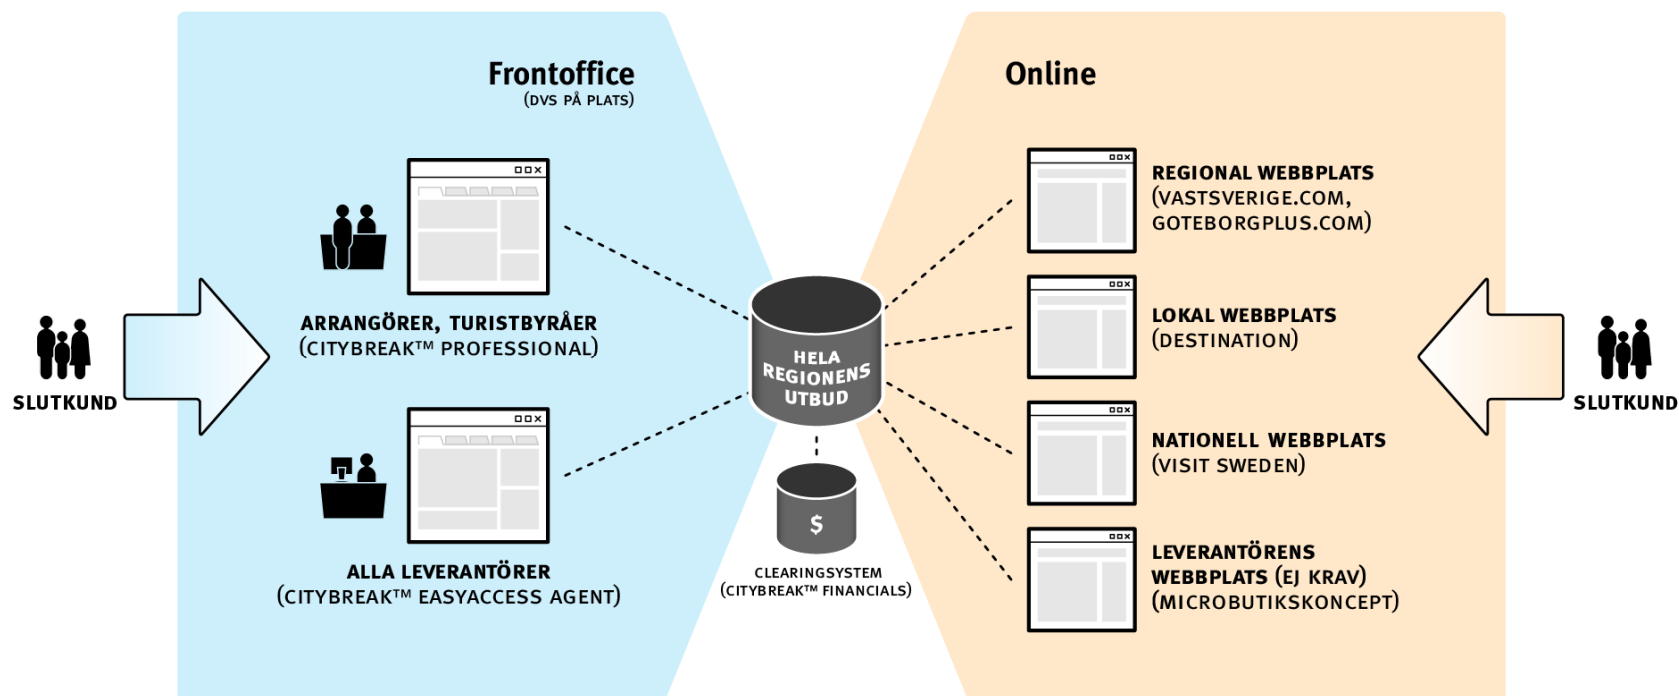 Frontoffice
(DVS PÅ PLATS)
ARRANGÖRER, TURISTBYRÅER
(CITYBREAK™ PROFESSIONAL)
ALLA LEVERANTÖRER
(CITYBREAK™ EASYACCESS AGENT)
SLUTKUND
HELA
REGIONENS
UTBUD
$
CLEARINGSYSTEM
(CITYBREAK™ FINANCIALS)
Online
REGIONAL WEBBPLATS
(VASTSVERIGE.COM,
GOTEBORGPLUS.COM)
LOKAL WEBBPLATS
(DESTINATION)
NATIONELL WEBBPLATS
(VISIT SWEDEN)
LEVERANTÖRENS
WEBBPLATS (EJ KRAV)
(MICROBUTIKSKONCEPT)
SLUTKUND